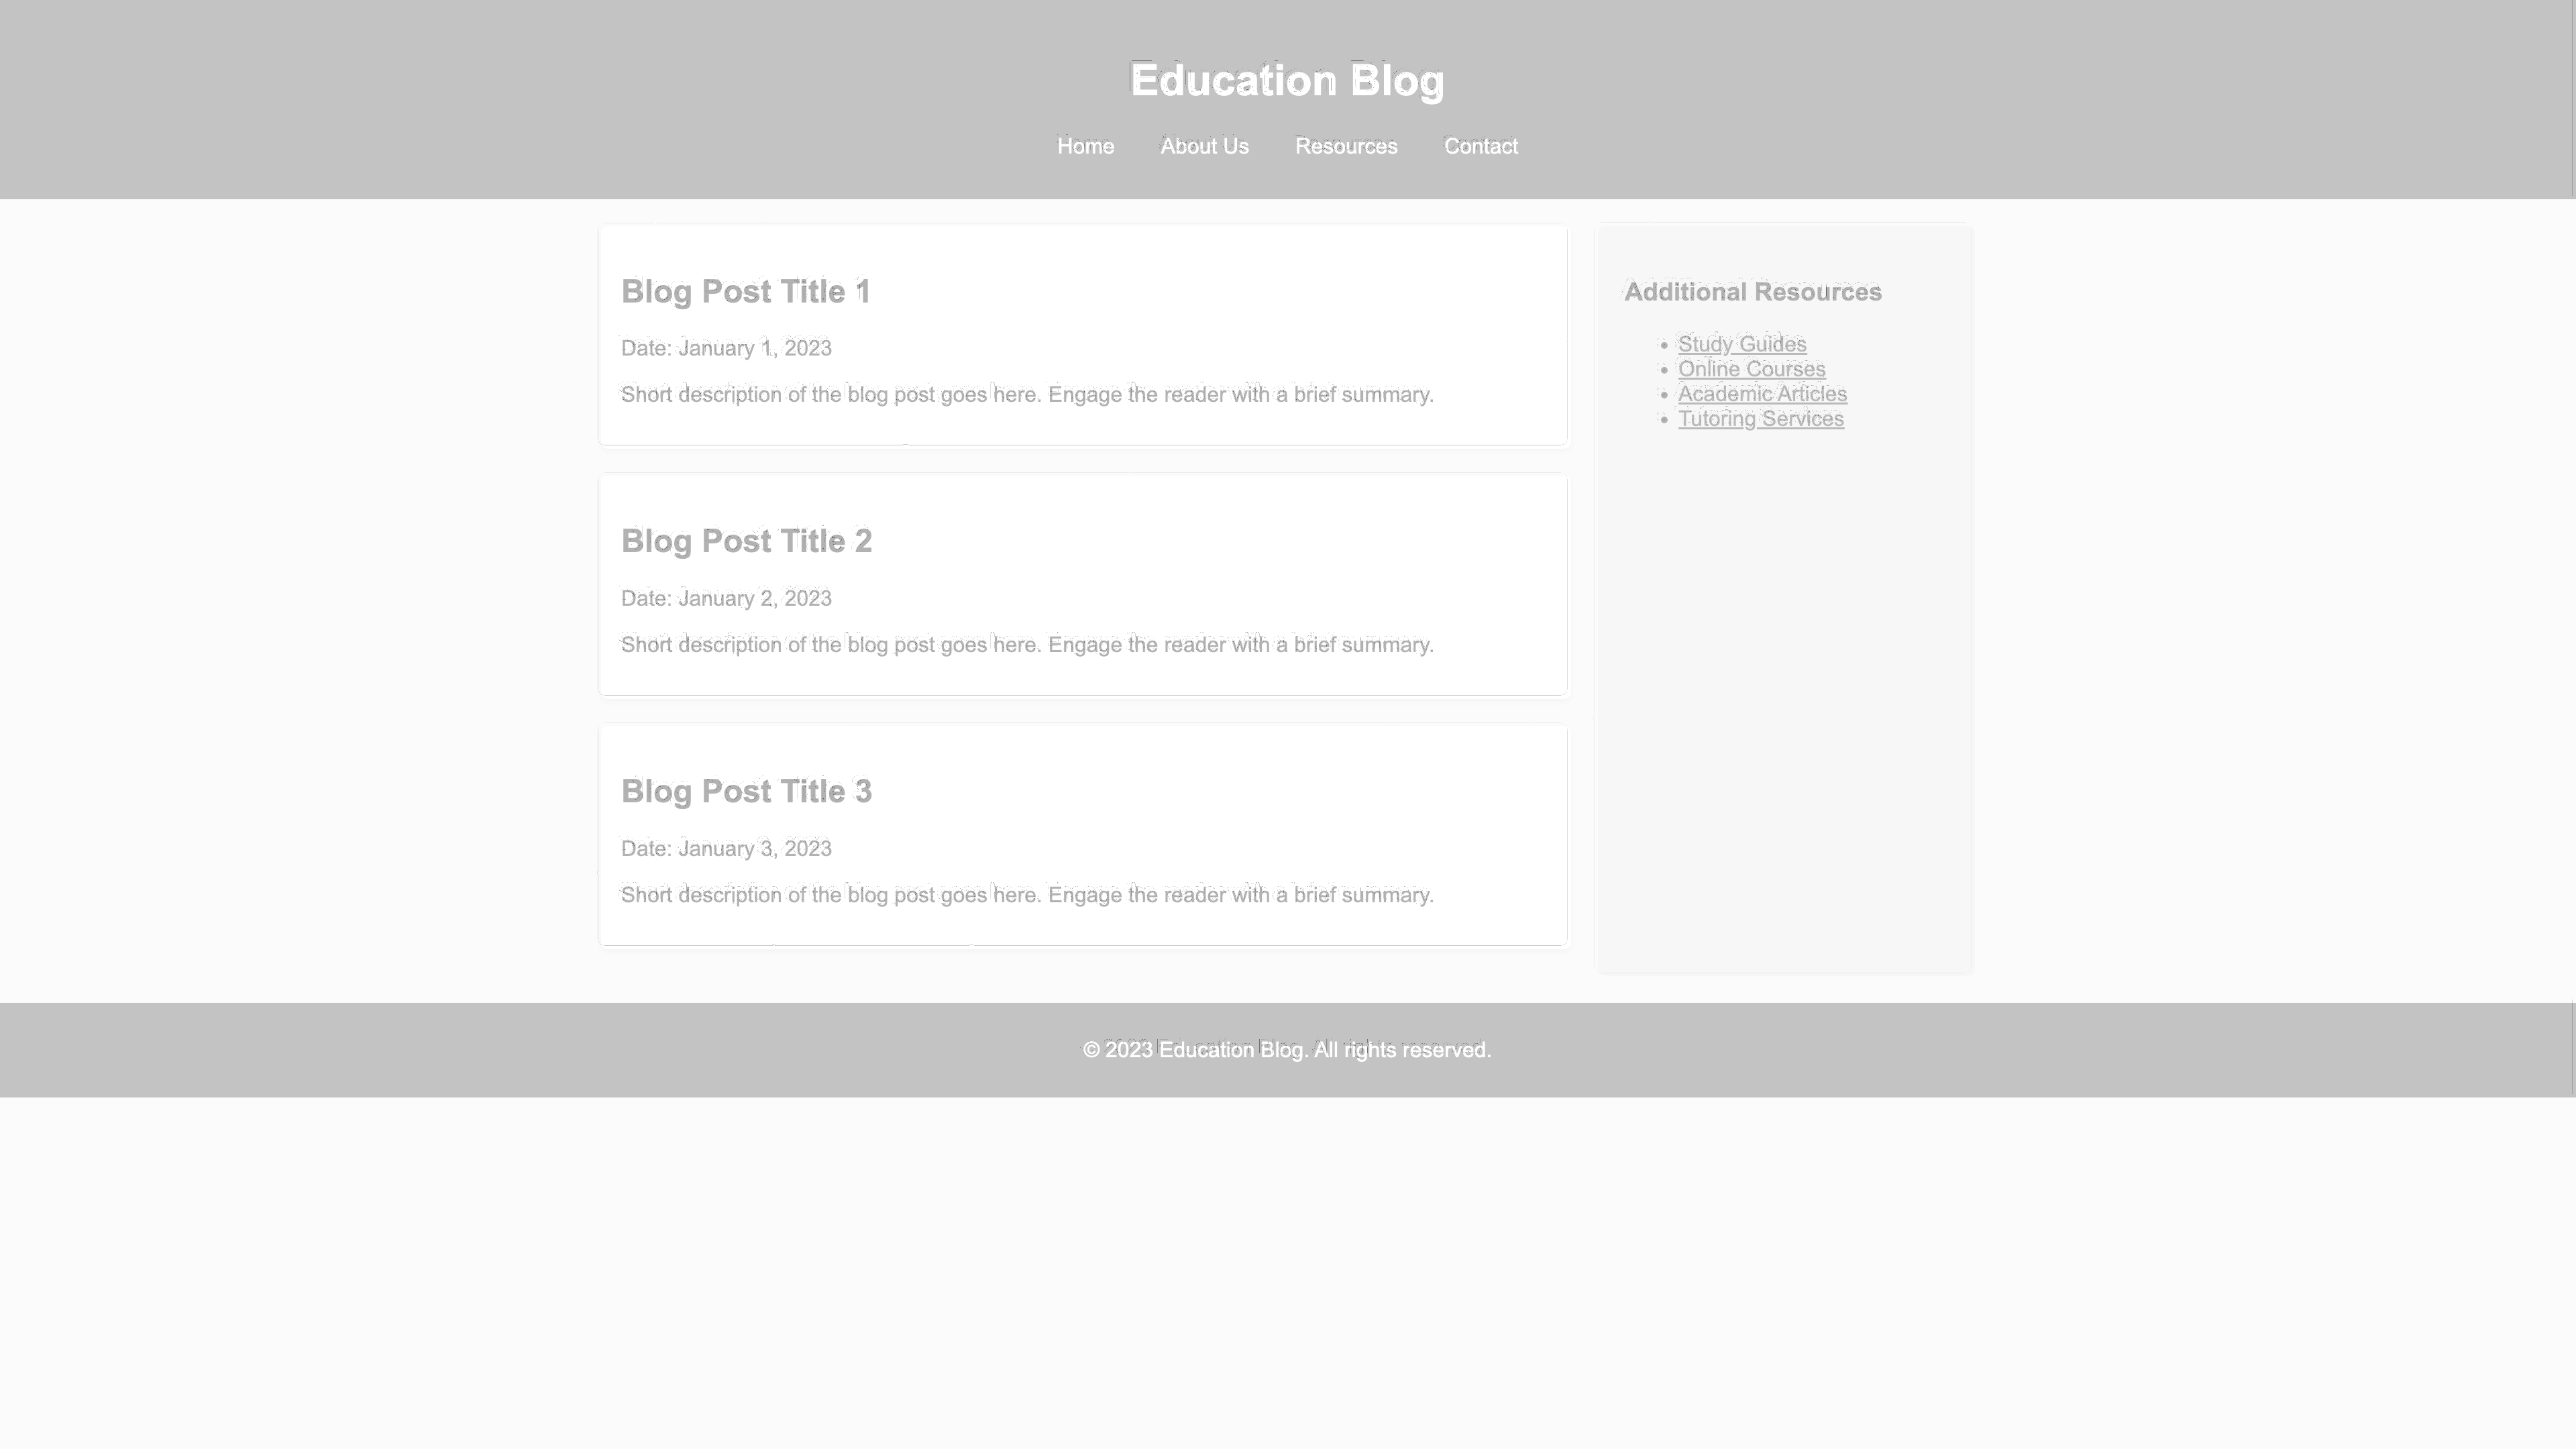 Education Blog
Home About Us Resources Contact
Blog Post Title 1
Date: January 1, 2023
Short description of the blog post goes here. Engage the reader with a brief summary.
Blog Post Title 2
Date: January 2, 2023
Short description of the blog post goes here. Engage the reader with a brief summary.
Blog Post Title 3
Date: January 3, 2023
Short description of the blog post goes here. Engage the reader with a brief summary.
Additional Resources
Study Guides
Online Courses
Academic Articles
Tutoring Services
© 2023 Education Blog. All rights reserved.